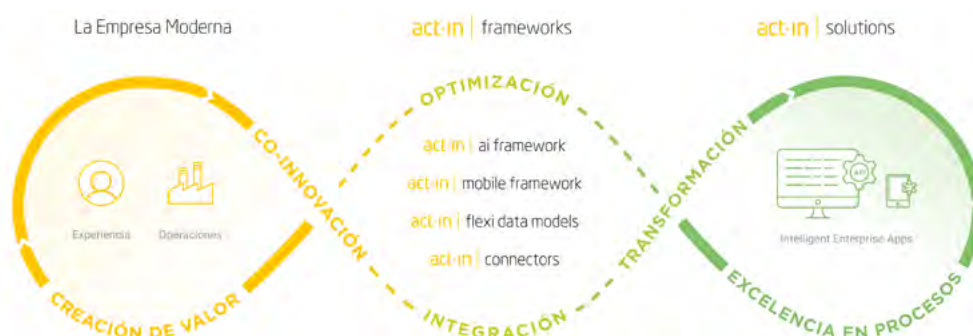 La Empresa Moderna
act·in | frameworks
act·in | solutions
OPTIMIZACIÓN
CO-INNOVACIÓN
TRANSFORMACIÓN
act·in | ai framework
act·in | mobile framework
act·in | flexi data models
act·in | connectors
Experiencia
Operaciones
API
Intelligent Enterprise Apps
CREACIÓN DE VALOR
INTEGRACIÓN
EXCELENCIA EN PROCESOS